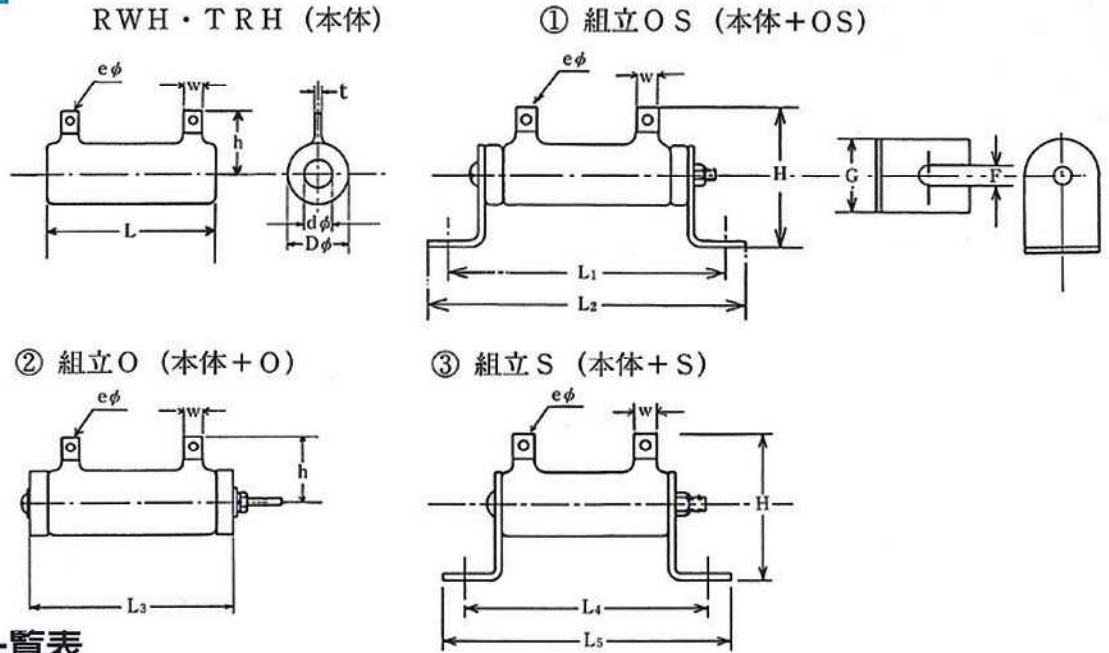 RWH・TRH (本体)
eφ
w
t
h
L
d'φ
Dφ
① 組立OS (本体+OS)
eφ
w
H
L₁
L₂
G
F
② 組立O (本体+O)
eφ
w
h
L₃
③ 組立S (本体+S)
eφ
w
H
L₄
L₅
覧表